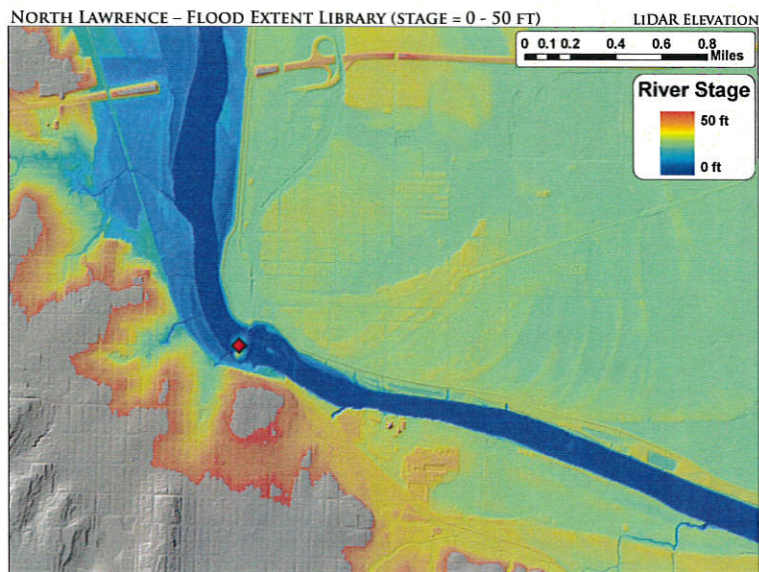 NORTH LAWRENCE – FLOOD EXTENT LIBRARY (STAGE = 0 - 50 FT) LIDAR ELEVATION
0 0.1 0.2 0.4 0.6 0.8
Miles
River Stage
50 ft
0 ft